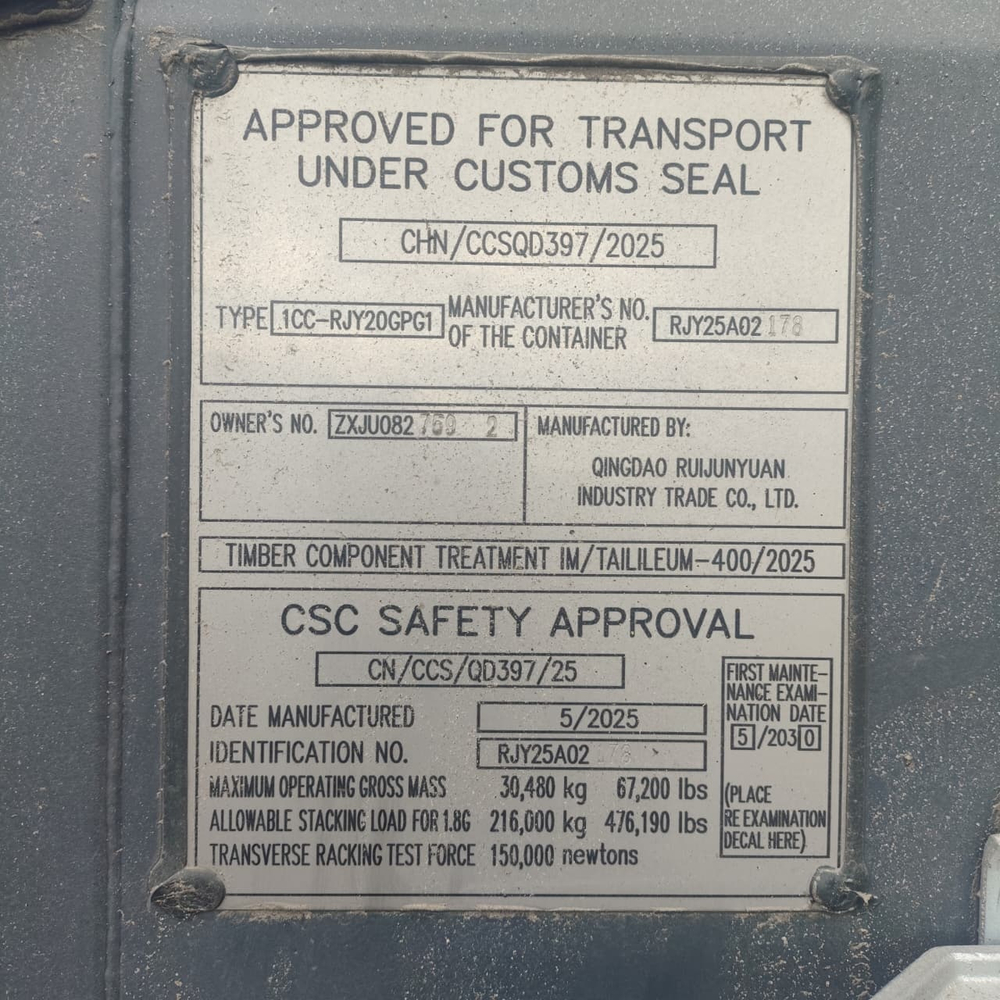 APPROVED FOR TRANSPORT
UNDER CUSTOMS SEAL
CHN/CCSQD397/2025
TYPE 1CC-RJY20GPG1 MANUFACTURER'S NO. OF THE CONTAINER RJY25A02178
OWNER'S NO. ZXJU082 2
MANUFACTURED BY:
QINGDAO RUIJUNYUAN
INDUSTRY TRADE CO., LTD.
TIMBER COMPONENT TREATMENT IM/TAILILEUM-400/2025
CSC SAFETY APPROVAL
CN/CCS/QD397/25
DATE MANUFACTURED 5/2025
IDENTIFICATION NO. RJY25A02
MAXIMUM OPERATING GROSS MASS 30,480 kg 67,200 lbs
ALLOWABLE STACKING LOAD FOR 1.8G 216,000 kg 476,190 lbs
TRANSVERSE RACKING TEST FORCE 150,000 newtons
FIRST MAINTE-
NANCE EXAMI-
NATION DATE
5/2030
(PLACE
RE EXAMINATION
DECAL HERE)